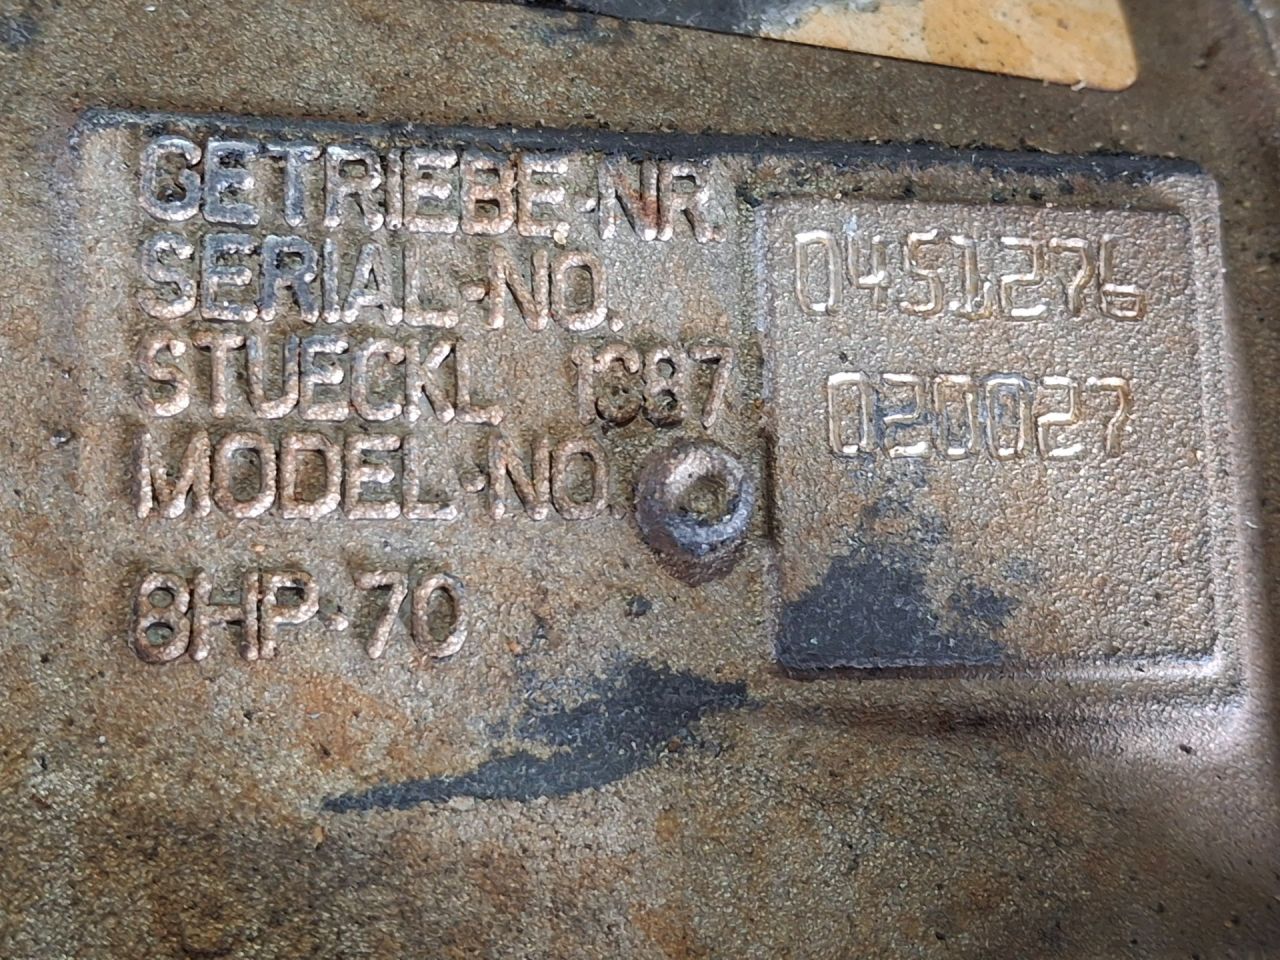 GETRIEBE-NR. 0451276
SERIAL-NO.
STUECKL. 1087 020027
MODEL-NO.
8HP-70